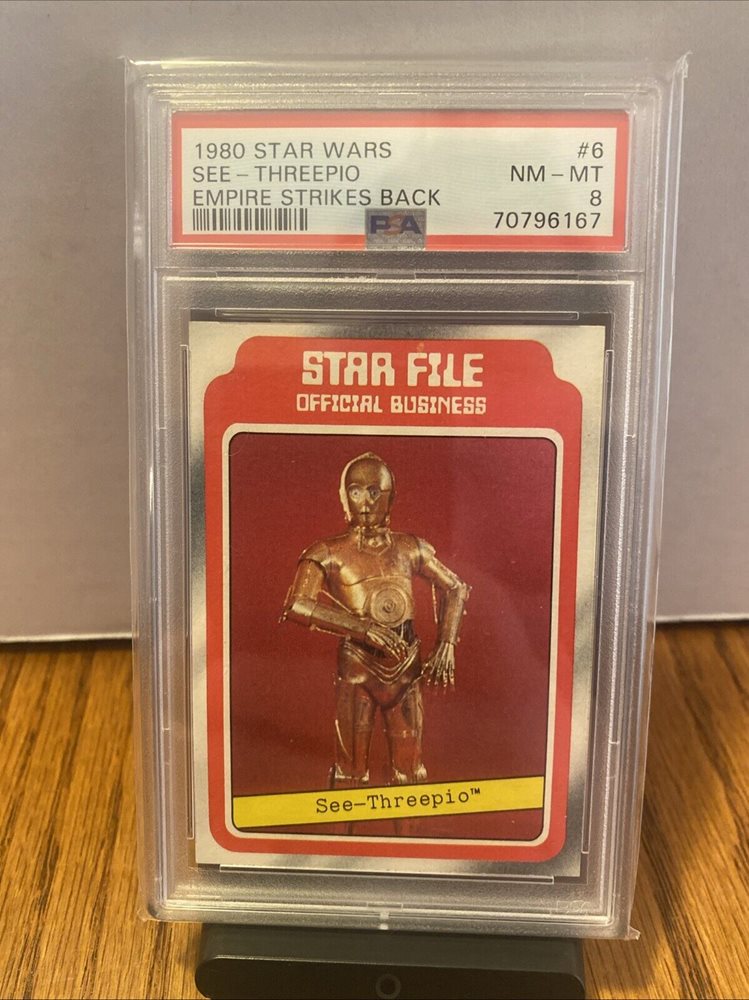 1980 STAR WARS #6
SEE-THREEPIO NM-MT
EMPIRE STRIKES BACK 8
PSA 70796167
STAR FILE
OFFICIAL BUSINESS
See-Threepio™